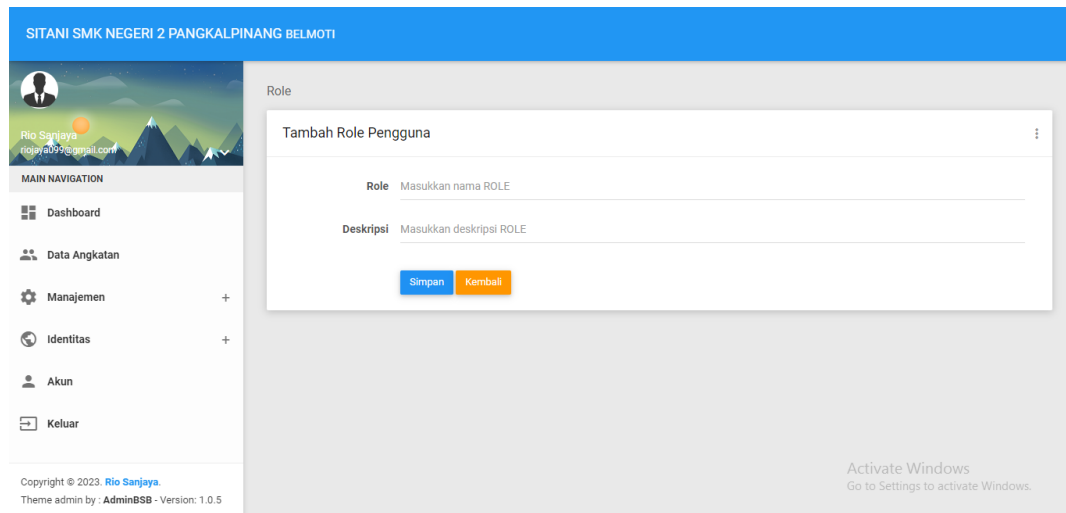 SITANI SMK NEGERI 2 PANGKALPINANG BELMOTI
Rio Sanjaya
riojaya099@gmail.com
MAIN NAVIGATION
Dashboard
Data Angkatan
Manajemen +
Identitas +
Akun
Keluar
Copyright © 2023. Rio Sanjaya.
Theme admin by : AdminBSB - Version: 1.0.5
Role
Tambah Role Pengguna
Role Masukkan nama ROLE
Deskripsi Masukkan deskripsi ROLE
Simpan Kembali
Activate Windows
Go to Settings to activate Windows.